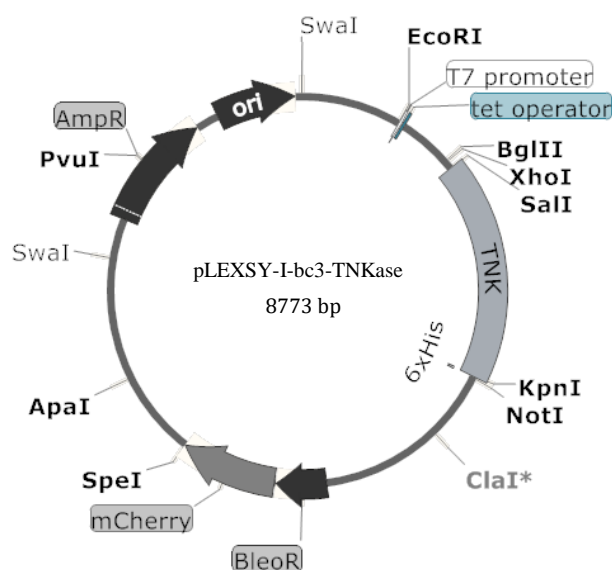 SwaI
EcoRI
T7 promoter
tet operator
BglII
XhoI
SalI
TNK
6xHis
KpnI
NotI
ClaI*
BleoR
mCherry
SpeI
ApaI
SwaI
PvuI
AmpR
ori
pLEXSY-I-bc3-TNKase
8773 bp